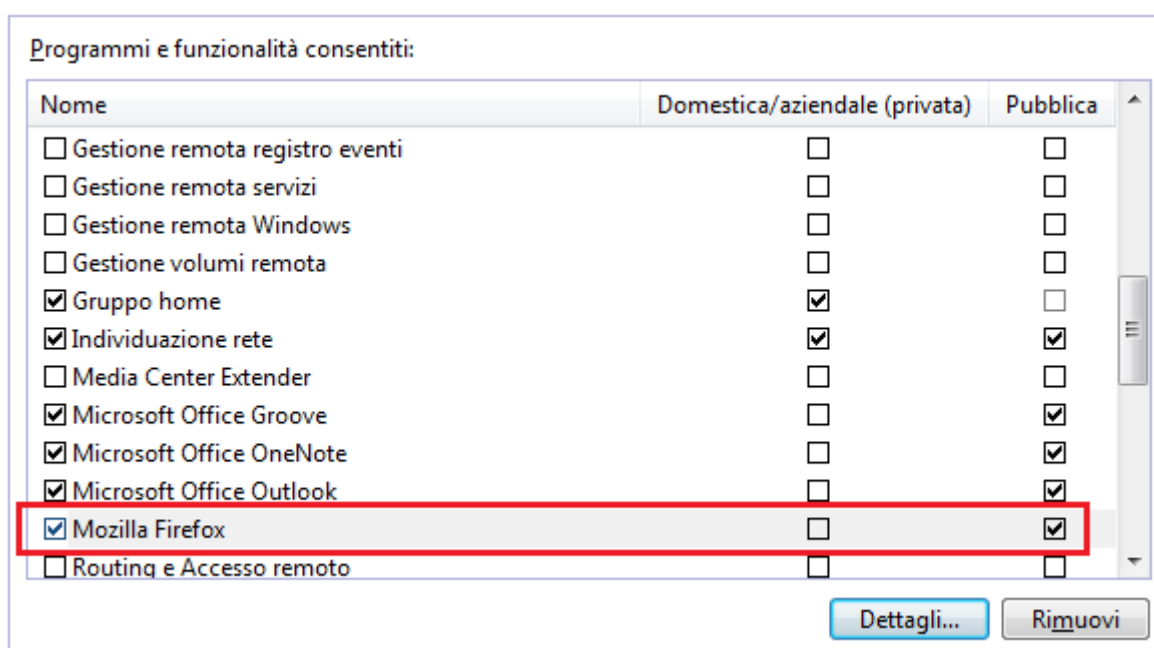 Programmi e funzionalità consentiti:
Nome Domestica/aziendale (privata) Pubblica
Gestione remota registro eventi
Gestione remota servizi
Gestione remota Windows
Gestione volumi remota
Gruppo home
Individuazione rete
Media Center Extender
Microsoft Office Groove
Microsoft Office OneNote
Microsoft Office Outlook
Mozilla Firefox
Routing e Accesso remoto
Dettagli... Rimuovi